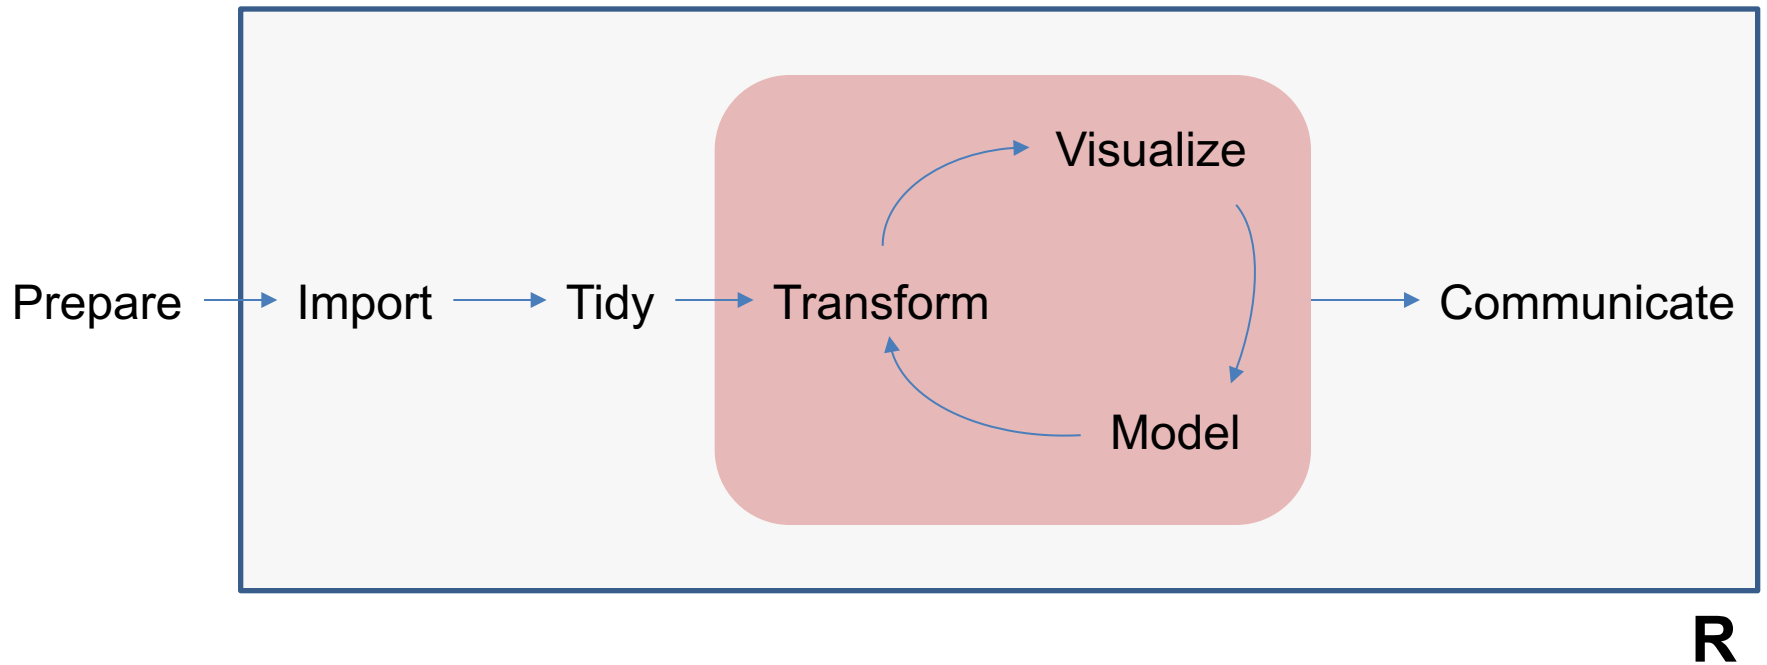 Visualize
Prepare
Import
Tidy
Transform
Communicate
Model
R